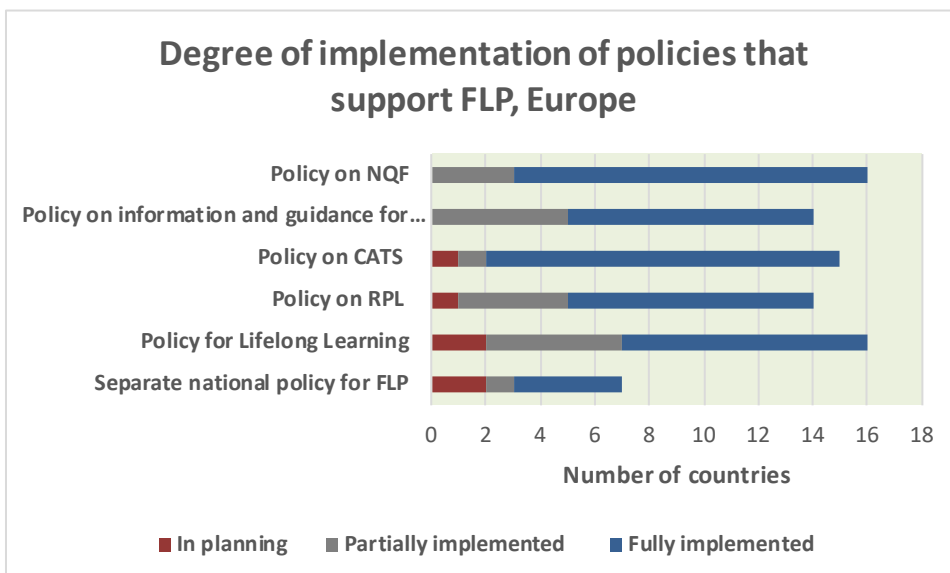 Degree of implementation of policies that
support FLP, Europe
Policy on NQF
Policy on information and guidance for…
Policy on CATS
Policy on RPL
Policy for Lifelong Learning
Separate national policy for FLP
0 2 4 6 8 10 12 14 16 18
Number of countries
In planning Partially implemented Fully implemented